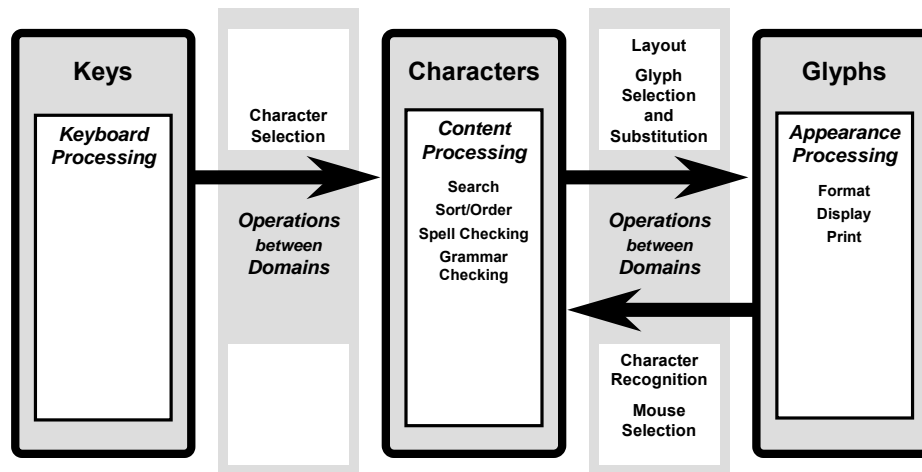 Keys
Keyboard
Processing
Character
Selection
Operations
between
Domains
Characters
Content
Processing
Search
Sort/Order
Spell Checking
Grammar
Checking
Layout
Glyph
Selection
and
Substitution
Operations
between
Domains
Character
Recognition
Mouse
Selection
Glyphs
Appearance
Processing
Format
Display
Print